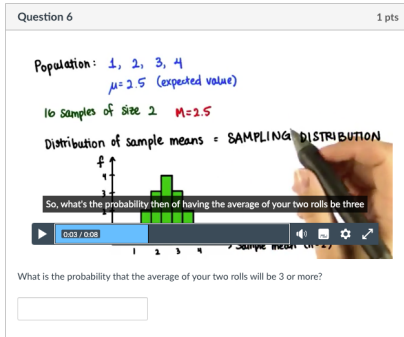 Question 6
1 pts
Population: 1, 2, 3, 4
μ=2.5 (expected value)
16 samples of size 2 M=2.5
Distribution of sample means = SAMPLING DISTRIBUTION
f
4
3
So, what's the probability then of having the average of your two rolls be three
0:03 / 0:08
1 2 3 4
sample mean
What is the probability that the average of your two rolls will be 3 or more?